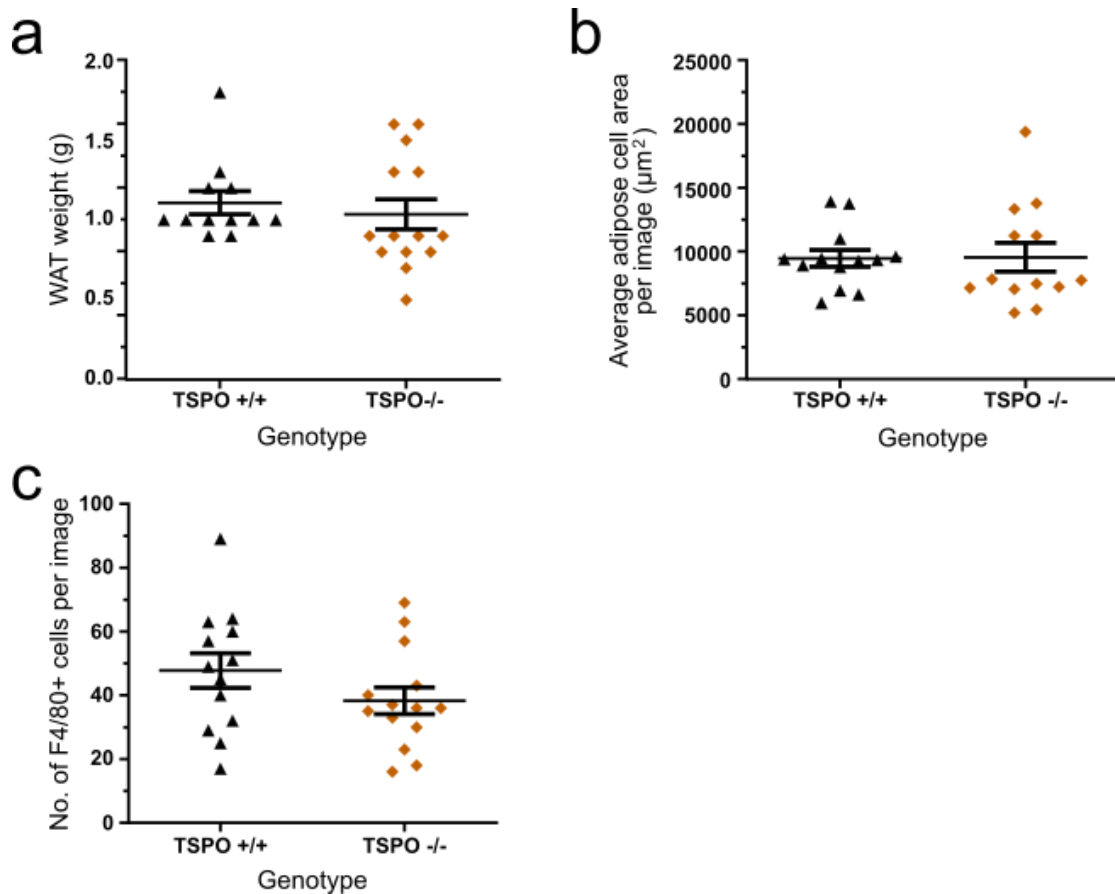 a
WAT weight (g)
2.0
1.5
1.0
0.5
0.0
TSPO +/+
TSPO-/-
Genotype
b
Average adipose cell area
per image (µm²)
25000
20000
15000
10000
5000
0
TSPO +/+
TSPO -/-
Genotype
c
No. of F4/80+ cells per image
100
80
60
40
20
0
TSPO +/+
TSPO -/-
Genotype